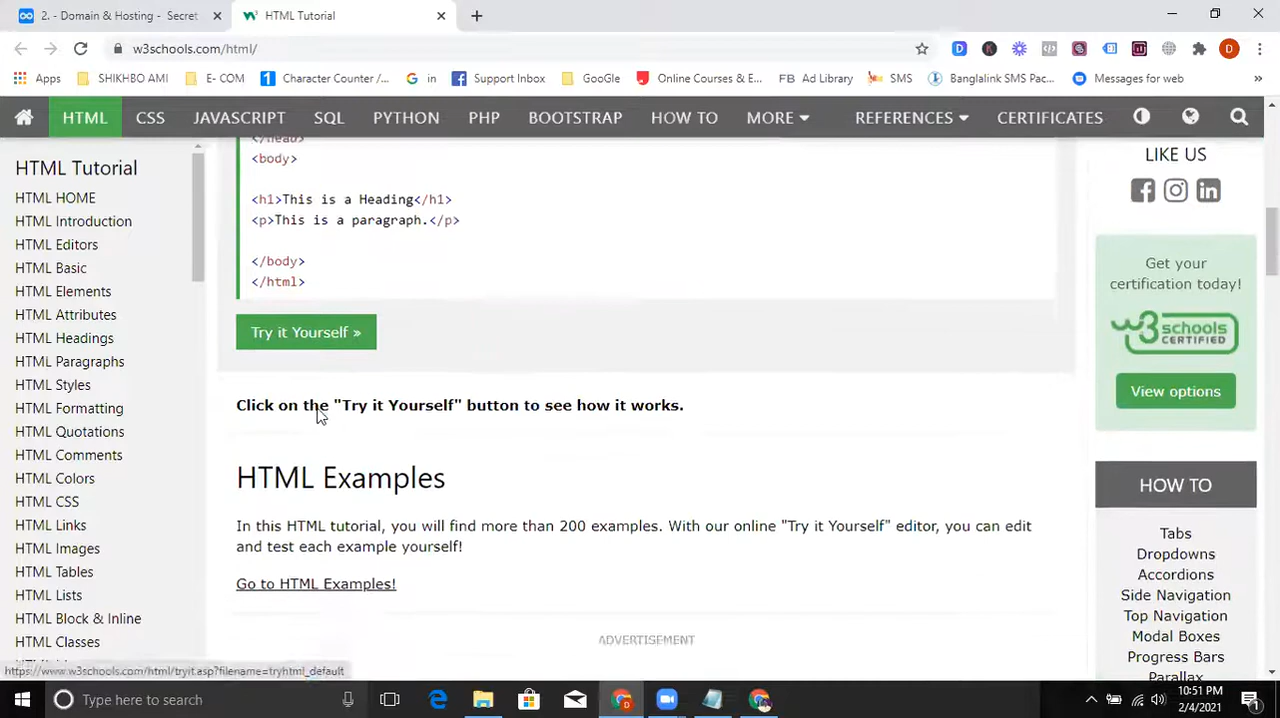 2. - Domain & Hosting - Secret
HTML Tutorial
w3schools.com/html/
Apps
SHIKHBO AMI
E- COM
Character Counter /...
in
Support Inbox
GooGle
Online Courses & E...
FB Ad Library
SMS
Banglalink SMS Pac...
Messages for web
»
HTML
CSS
JAVASCRIPT
SQL
PYTHON
PHP
BOOTSTRAP
HOW TO
MORE
REFERENCES
CERTIFICATES
HTML Tutorial
HTML HOME
HTML Introduction
HTML Editors
HTML Basic
HTML Elements
HTML Attributes
HTML Headings
HTML Paragraphs
HTML Styles
HTML Formatting
HTML Quotations
HTML Comments
HTML Colors
HTML CSS
HTML Links
HTML Images
HTML Tables
HTML Lists
HTML Block & Inline
HTML Classes
</head>
<body>
<h1>This is a Heading</h1>
<p>This is a paragraph.</p>
</body>
</html>
Try it Yourself »
Click on the "Try it Yourself" button to see how it works.
HTML Examples
In this HTML tutorial, you will find more than 200 examples. With our online "Try it Yourself" editor, you can edit
and test each example yourself!
Go to HTML Examples!
ADVERTISEMENT
LIKE US
Get your
certification today!
w3schools
CERTIFIED
View options
HOW TO
Tabs
Dropdowns
Accordions
Side Navigation
Top Navigation
Modal Boxes
Progress Bars
Parallax
https://www.w3schools.com/html/tryit.asp?filename=tryhtml_default
Type here to search
10:51 PM
2/4/2021